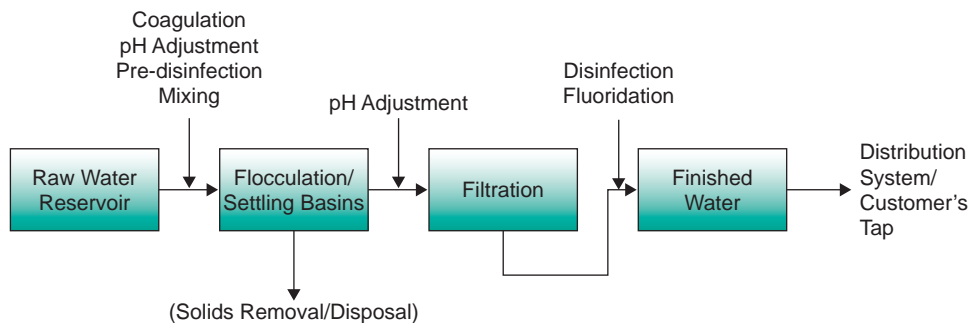 Coagulation
pH Adjustment
Pre-disinfection
Mixing
pH Adjustment
Disinfection
Fluoridation
Raw Water
Reservoir
Flocculation/
Settling Basins
Filtration
Finished
Water
Distribution
System/
Customer’s
Tap
(Solids Removal/Disposal)